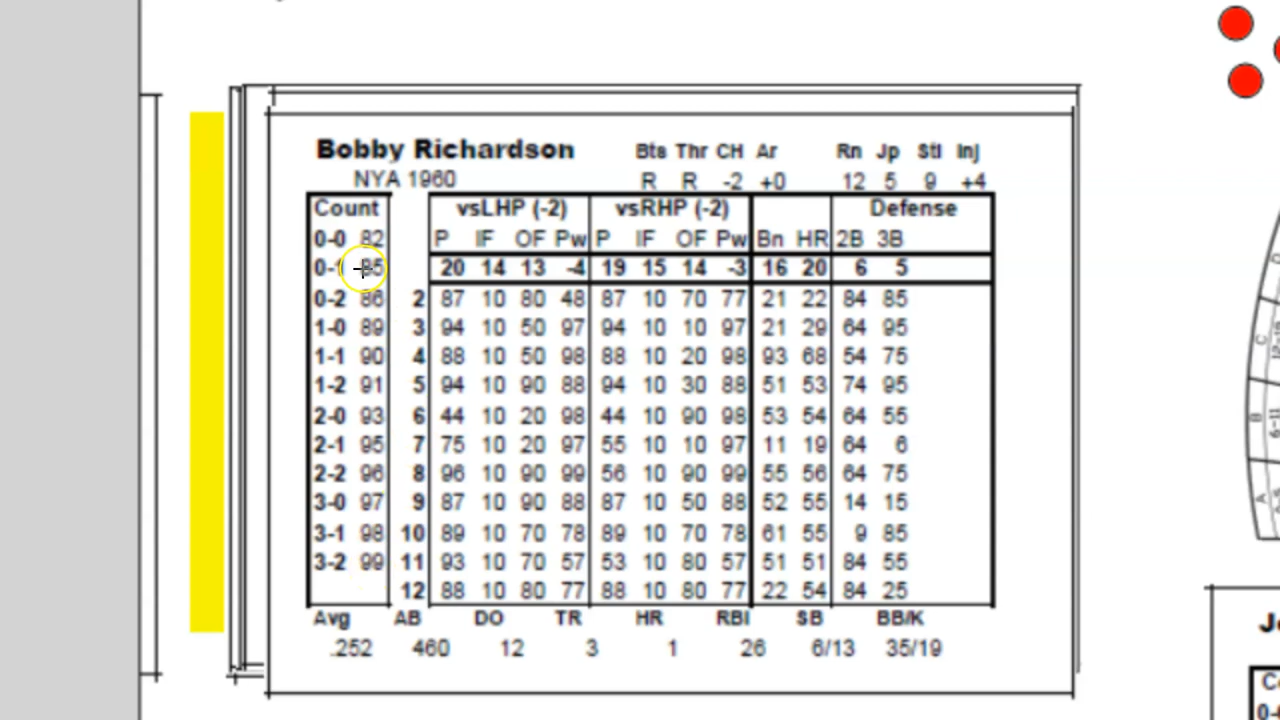 Bobby Richardson Bts Thr CH Ar Rn Jp Stl Inj
NYA 1960 R R -2 +0 12 5 9 +4
Count vsLHP (-2) vsRHP (-2) Defense
0-0 82 P IF OF Pw P IF OF Pw Bn HR 2B 3B
0-1 85 20 14 13 -4 19 15 14 -3 16 20 6 5
0-2 86 2 87 10 80 48 87 10 70 77 21 22 84 85
1-0 89 3 94 10 50 97 94 10 10 97 21 29 64 95
1-1 90 4 88 10 50 98 88 10 20 98 93 68 54 75
1-2 91 5 94 10 90 88 94 10 30 88 51 53 74 95
2-0 93 6 44 10 20 98 44 10 90 98 53 54 64 55
2-1 95 7 75 10 20 97 55 10 10 97 11 19 64 6
2-2 96 8 96 10 90 99 56 10 90 99 55 56 64 75
3-0 97 9 87 10 90 88 87 10 50 88 52 55 14 15
3-1 98 10 89 10 70 78 89 10 70 78 61 55 9 85
3-2 99 11 93 10 70 57 53 10 80 57 51 51 84 55
12 88 10 80 77 88 10 80 77 22 54 84 25
Avg AB DO TR HR RBI SB BB/K
.252 460 12 3 1 26 6/13 35/19
C
B
6-11
A